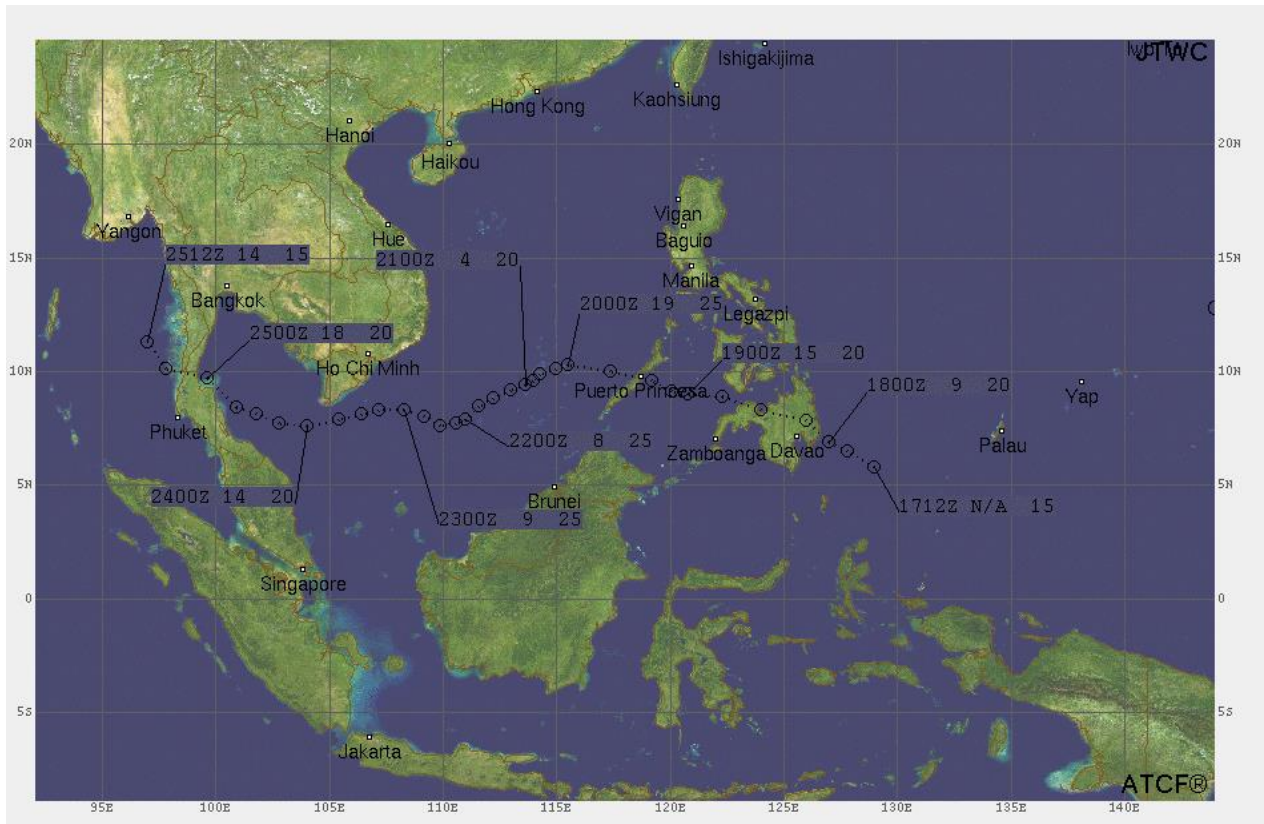 JTWC
Ishigakijima
Kaohsiung
Hong Kong
Hanoi
20N
20N
Haikou
Vigan
Yangon
Hue
Baguio
2512Z 14 15
2100Z 4 20
15N
15N
Manila
Bangkok
2000Z 19 25
Legazpi
2500Z 18 20
1900Z 15 20
Ho Chi Minh
10N
10N
Puerto Princesa
1800Z 9 20
Yap
Phuket
2200Z 8 25
Zamboanga
Davao
Palau
2400Z 14 20
5N
5N
Brunei
1712Z N/A 15
2300Z 9 25
Singapore
0
0
5S
5S
Jakarta
ATCF®
95E 100E 105E 110E 115E 120E 125E 130E 135E 140E